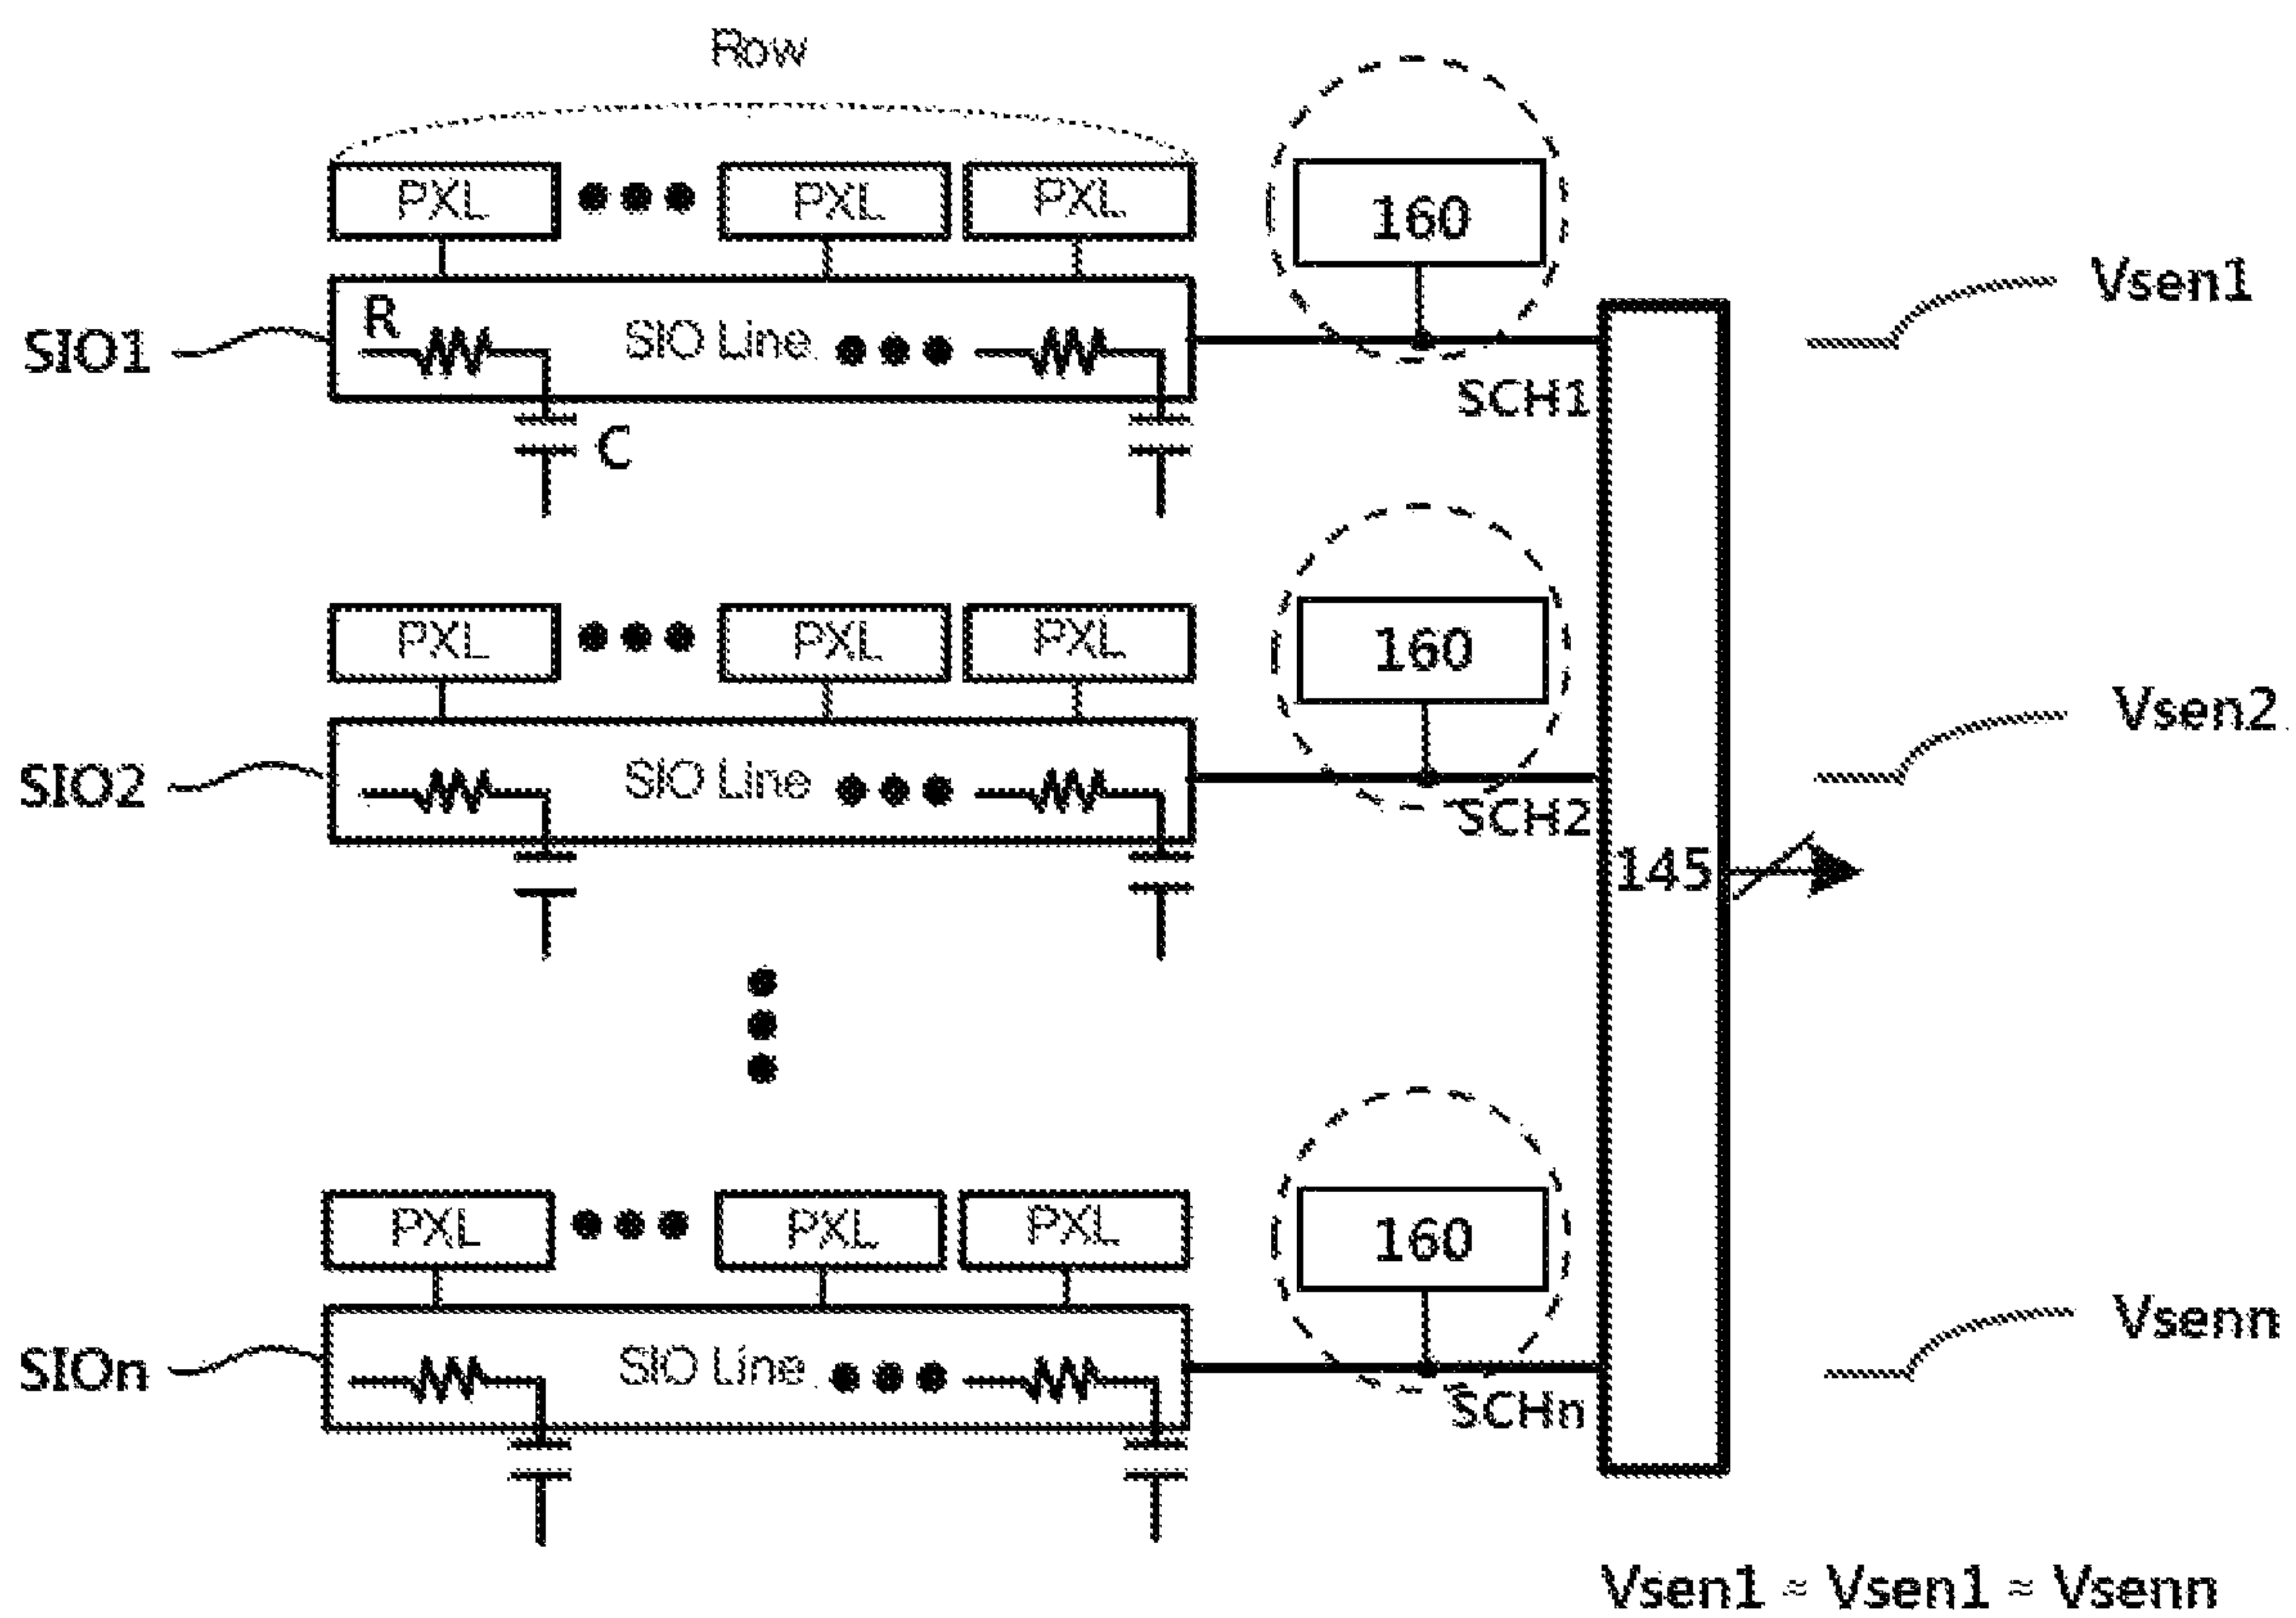 Row
PXL PXL PXL 160
SIO1 R SIO Line Vsen1
C SCH1
PXL PXL PXL 160
SIO2 SIO Line SCH2 Vsen2
145
PXL PXL PXL 160
SIOn SIO Line SCHn Vsenn
Vsen1 ≈ Vsen1 ≈ Vsenn